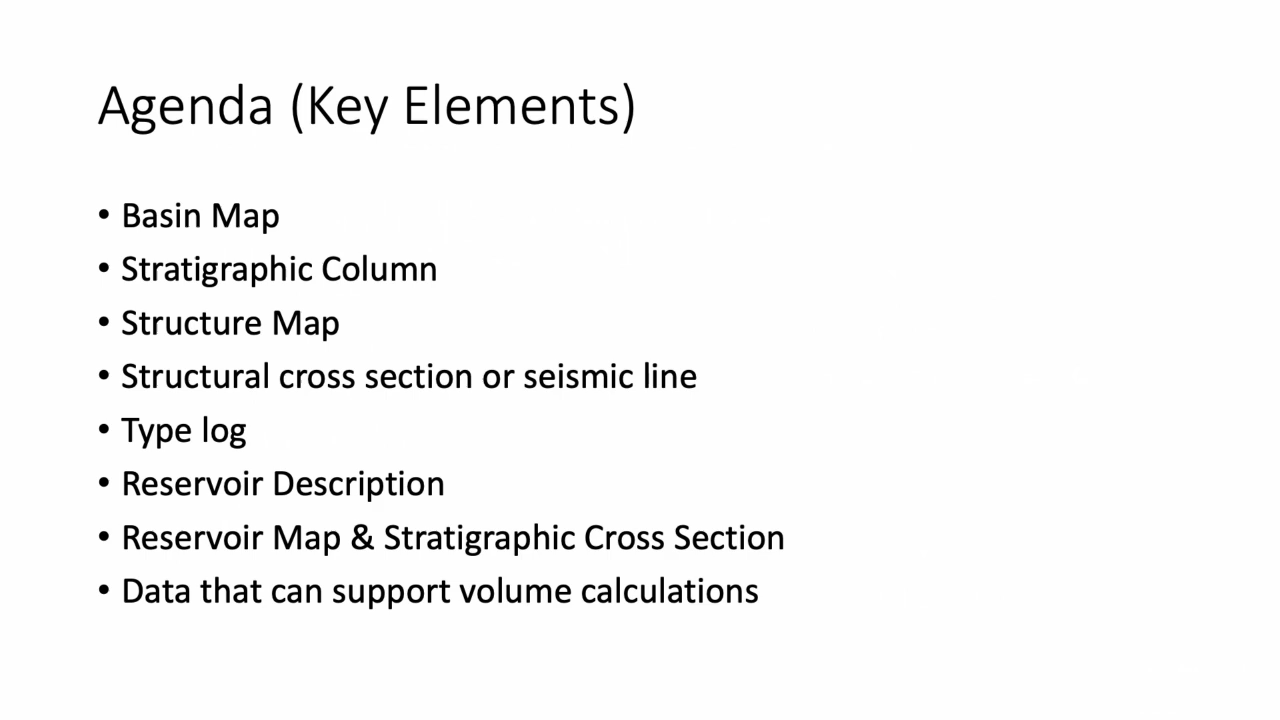 Agenda (Key Elements)
• Basin Map
• Stratigraphic Column
• Structure Map
• Structural cross section or seismic line
• Type log
• Reservoir Description
• Reservoir Map & Stratigraphic Cross Section
• Data that can support volume calculations